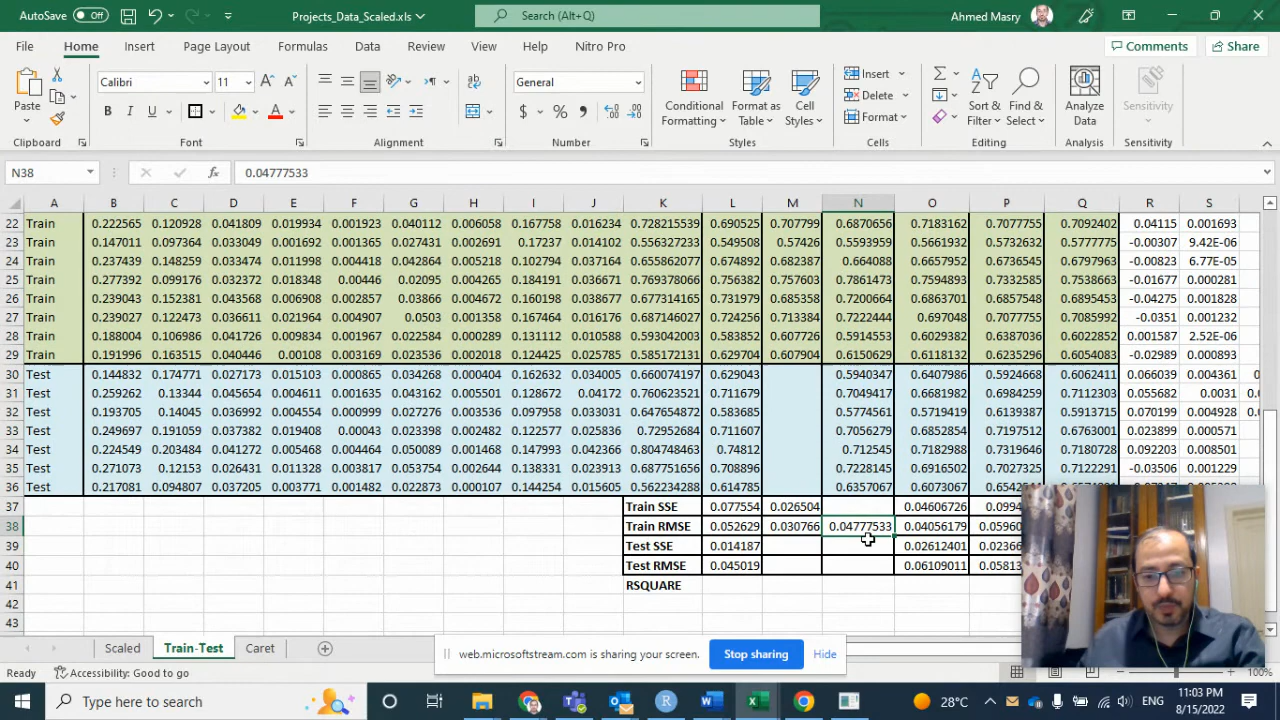 AutoSave Off Projects_Data_Scaled.xls Search (Alt+Q) Ahmed Masry
File Home Insert Page Layout Formulas Data Review View Help Nitro Pro Comments Share
Paste Calibri 11 General Conditional Formatting Format as Table Cell Styles Insert Delete Format Sort & Filter Find & Select Analyze Data Sensitivity
Clipboard Font Alignment Number Styles Cells Editing Analysis Sensitivity
N38 fx 0.04777533
A B C D E F G H I J K L M N O P Q R S
22 Train 0.222565 0.120928 0.041809 0.019934 0.001923 0.040112 0.006058 0.167758 0.016234 0.728215539 0.690525 0.707799 0.6870656 0.7183162 0.7077755 0.7092402 0.04115 0.001693
23 Train 0.147011 0.097364 0.033049 0.001692 0.001365 0.027431 0.002691 0.17237 0.014102 0.556327233 0.549508 0.57426 0.5593959 0.5661932 0.5732632 0.5777775 -0.00307 9.42E-06
24 Train 0.237439 0.148259 0.033474 0.011998 0.004418 0.042864 0.005218 0.102794 0.037164 0.655862077 0.674892 0.682387 0.664088 0.6657952 0.6736545 0.6797963 -0.00823 6.77E-05
25 Train 0.277392 0.099176 0.032372 0.015036 0.018348 0.00446 0.02095 0.184191 0.036671 0.769378108 0.756382 0.757603 0.7861473 0.7594893 0.7332585 0.7538663 -0.01677 0.000281
26 Train 0.239043 0.152381 0.043568 0.006908 0.002857 0.03866 0.004672 0.160198 0.038677 0.677314165 0.731979 0.685358 0.7200664 0.6863701 0.6857548 0.6895453 -0.04275 0.001828
27 Train 0.239027 0.122473 0.036611 0.021964 0.004907 0.0503 0.001358 0.167464 0.016176 0.687146027 0.724256 0.713384 0.7222444 0.697048 0.7077755 0.7085992 -0.0351 0.001232
28 Train 0.188004 0.106986 0.041726 0.009834 0.001967 0.022584 0.000289 0.131112 0.010588 0.593042003 0.583852 0.607726 0.5914553 0.6029382 0.6387036 0.6022852 0.001587 2.52E-06
29 Train 0.191996 0.163515 0.040446 0.00108 0.003169 0.023536 0.002018 0.124425 0.025785 0.585172131 0.629704 0.607904 0.6150629 0.6118132 0.6235296 0.6054083 -0.02989 0.000893
30 Test 0.144832 0.174771 0.027173 0.015103 0.000865 0.034268 0.000404 0.162632 0.034005 0.660074197 0.629043 0.5940347 0.6407986 0.5924668 0.6062411 0.066039 0.004361
31 Test 0.259262 0.13344 0.045654 0.004611 0.001635 0.043162 0.005501 0.128672 0.04172 0.760623521 0.711679 0.7049417 0.6681982 0.6984259 0.7112303 0.055682 0.0031
32 Test 0.193705 0.14045 0.036992 0.004554 0.000999 0.027276 0.003536 0.097958 0.033031 0.647654872 0.583685 0.5774561 0.5719419 0.6139387 0.5913715 0.070199 0.004928
33 Test 0.249697 0.191059 0.037382 0.019408 0.00043 0.023398 0.000482 0.122577 0.025836 0.72952684 0.711607 0.7056279 0.6852858 0.7197512 0.6763001 0.023899 0.000571
34 Test 0.224549 0.203484 0.041272 0.005468 0.004464 0.050089 0.001468 0.147993 0.042366 0.804748464 0.74812 0.712545 0.7182988 0.7319646 0.7180728 0.092204 0.008501
35 Test 0.271073 0.12153 0.026431 0.011328 0.003817 0.053754 0.002644 0.138331 0.023913 0.687751656 0.708896 0.7228145 0.6916502 0.7027325 0.7122291 -0.03506 0.001229
36 Test 0.217081 0.094807 0.037205 0.003771 0.001482 0.022873 0.000107 0.144254 0.015605 0.562234288 0.614785 0.6357067 0.6073067
37 Train SSE 0.077554 0.026504 0.04606726
38 Train RMSE 0.052629 0.030766 0.04777533 0.04056179
39 Test SSE 0.014187 0.02612401
40 Test RMSE 0.045019 0.06109011
41 RSQUARE
42
43
Scaled Train-Test Caret
web.microsoftstream.com is sharing your screen. Stop sharing Hide
Ready Accessibility: Good to go 100%
Type here to search 28°C ENG 11:03 PM 8/15/2022